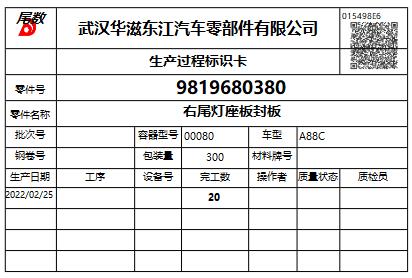 尾数
武汉华滋东江汽车零部件有限公司
015498E6
生产过程标识卡
零件号 9819680380
零件名称 右尾灯座板封板
批次号 容器型号 00080 车型 A88C
钢卷号 包装量 300 材料牌号
生产日期 工序 设备号 完工数 操作者 质量状态 质检员
2022/02/25 20